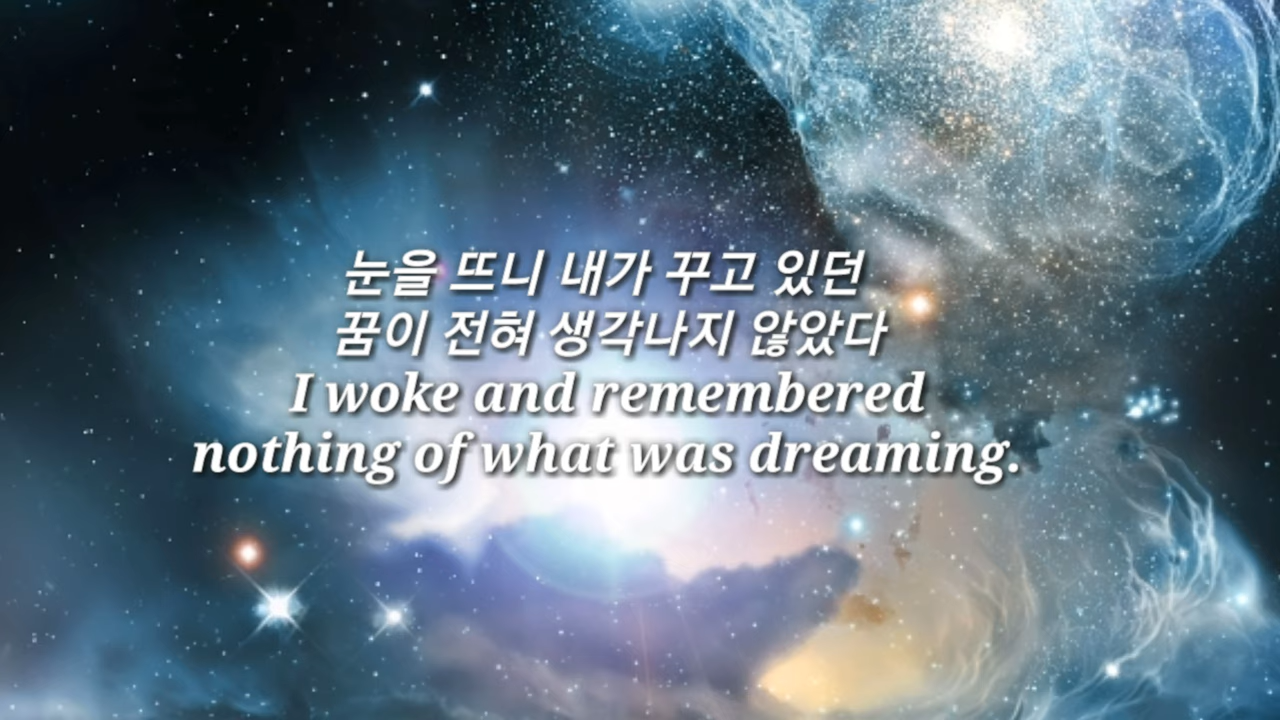 눈을 뜨니 내가 꾸고 있던
꿈이 전혀 생각나지 않았다
I woke and remembered
nothing of what was dreaming.